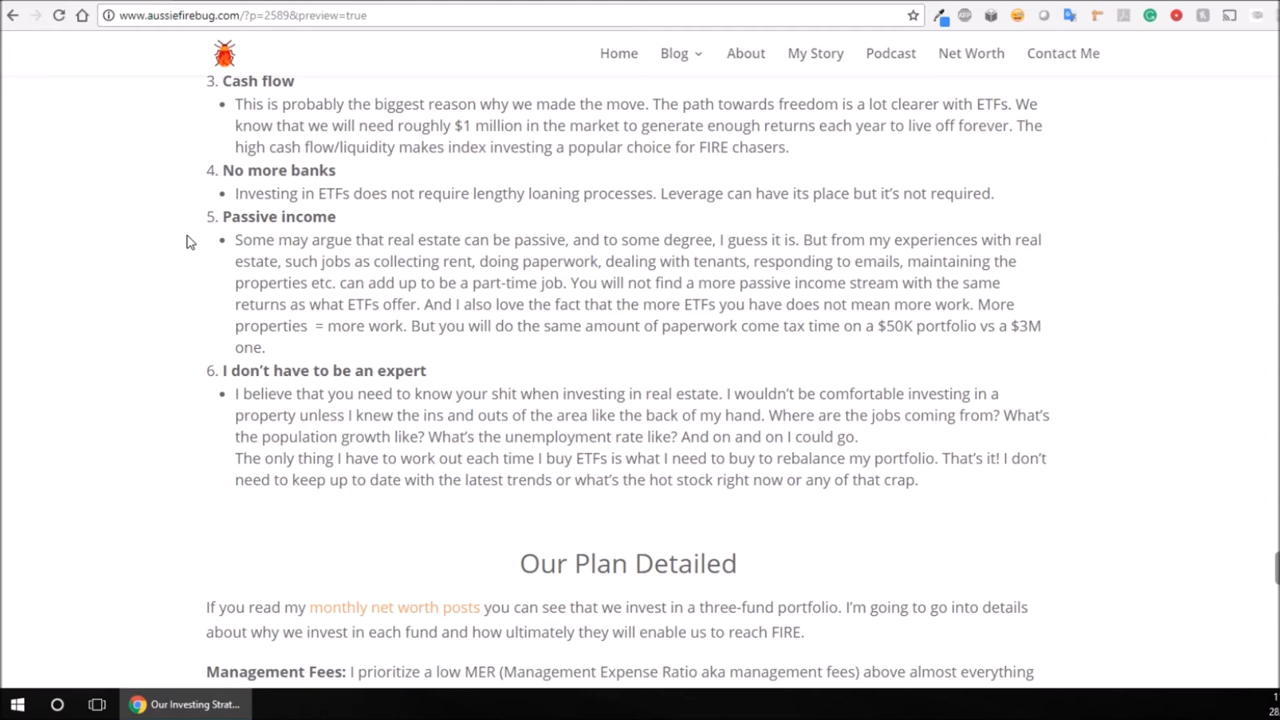 www.aussiefirebug.com/?p=2589&preview=true
Home Blog About My Story Podcast Net Worth Contact Me
3. Cash flow
• This is probably the biggest reason why we made the move. The path towards freedom is a lot clearer with ETFs. We
know that we will need roughly $1 million in the market to generate enough returns each year to live off forever. The
high cash flow/liquidity makes index investing a popular choice for FIRE chasers.
4. No more banks
• Investing in ETFs does not require lengthy loaning processes. Leverage can have its place but it's not required.
5. Passive income
• Some may argue that real estate can be passive, and to some degree, I guess it is. But from my experiences with real
estate, such jobs as collecting rent, doing paperwork, dealing with tenants, responding to emails, maintaining the
properties etc. can add up to be a part-time job. You will not find a more passive income stream with the same
returns as what ETFs offer. And I also love the fact that the more ETFs you have does not mean more work. More
properties = more work. But you will do the same amount of paperwork come tax time on a $50K portfolio vs a $3M
one.
6. I don't have to be an expert
• I believe that you need to know your shit when investing in real estate. I wouldn't be comfortable investing in a
property unless I knew the ins and outs of the area like the back of my hand. Where are the jobs coming from? What's
the population growth like? What's the unemployment rate like? And on and on I could go.
The only thing I have to work out each time I buy ETFs is what I need to buy to rebalance my portfolio. That's it! I don't
need to keep up to date with the latest trends or what's the hot stock right now or any of that crap.
Our Plan Detailed
If you read my monthly net worth posts you can see that we invest in a three-fund portfolio. I'm going to go into details
about why we invest in each fund and how ultimately they will enable us to reach FIRE.
Management Fees: I prioritize a low MER (Management Expense Ratio aka management fees) above almost everything
Our Investing Strat...
1
28